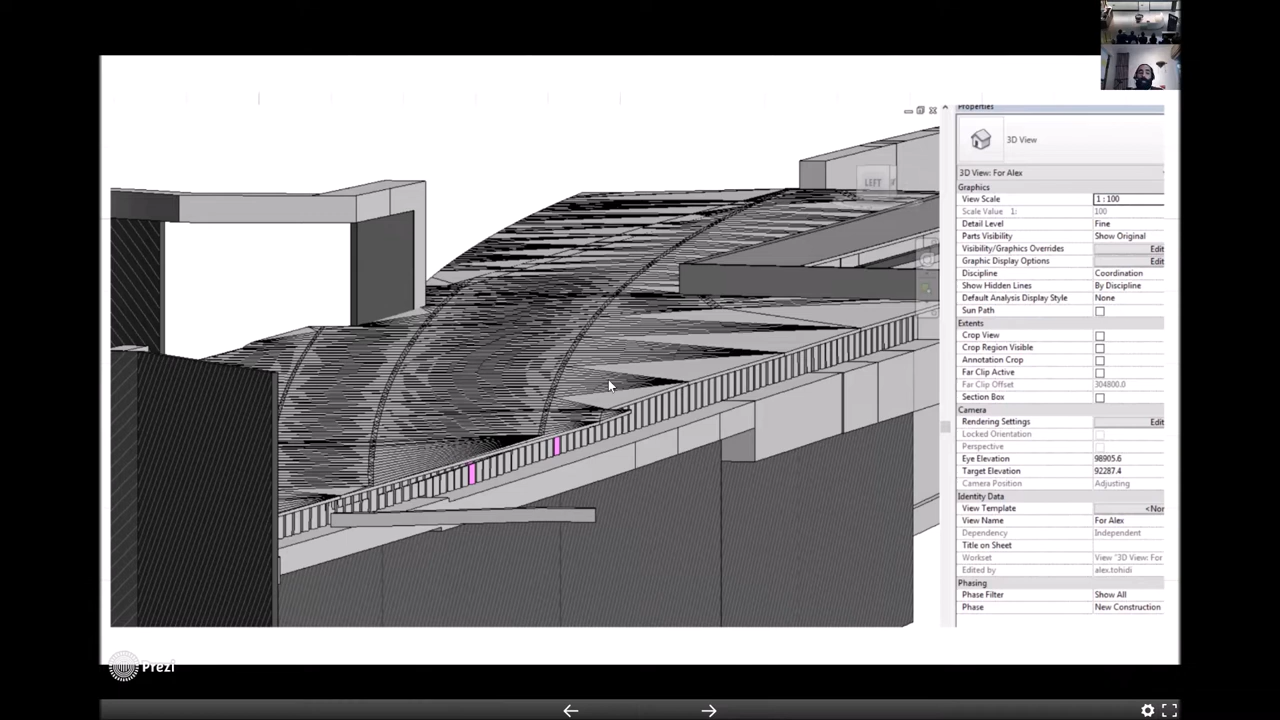 Properties
3D View
3D View: For Alex
Graphics
View Scale 1 : 100
Scale Value 1: 100
Detail Level Fine
Parts Visibility Show Original
Visibility/Graphics Overrides Edit
Graphic Display Options Edit
Discipline Coordination
Show Hidden Lines By Discipline
Default Analysis Display Style None
Sun Path
Extents
Crop View
Crop Region Visible
Annotation Crop
Far Clip Active
Far Clip Offset 304800.0
Section Box
Camera
Rendering Settings Edit
Locked Orientation
Perspective
Eye Elevation 98905.6
Target Elevation 92287.4
Camera Position Adjusting
Identity Data
View Template <Nor
View Name For Alex
Dependency Independent
Title on Sheet
Workset View "3D View: For
Edited by alex.tohidi
Phasing
Phase Filter Show All
Phase New Construction
LEFT
Prezi